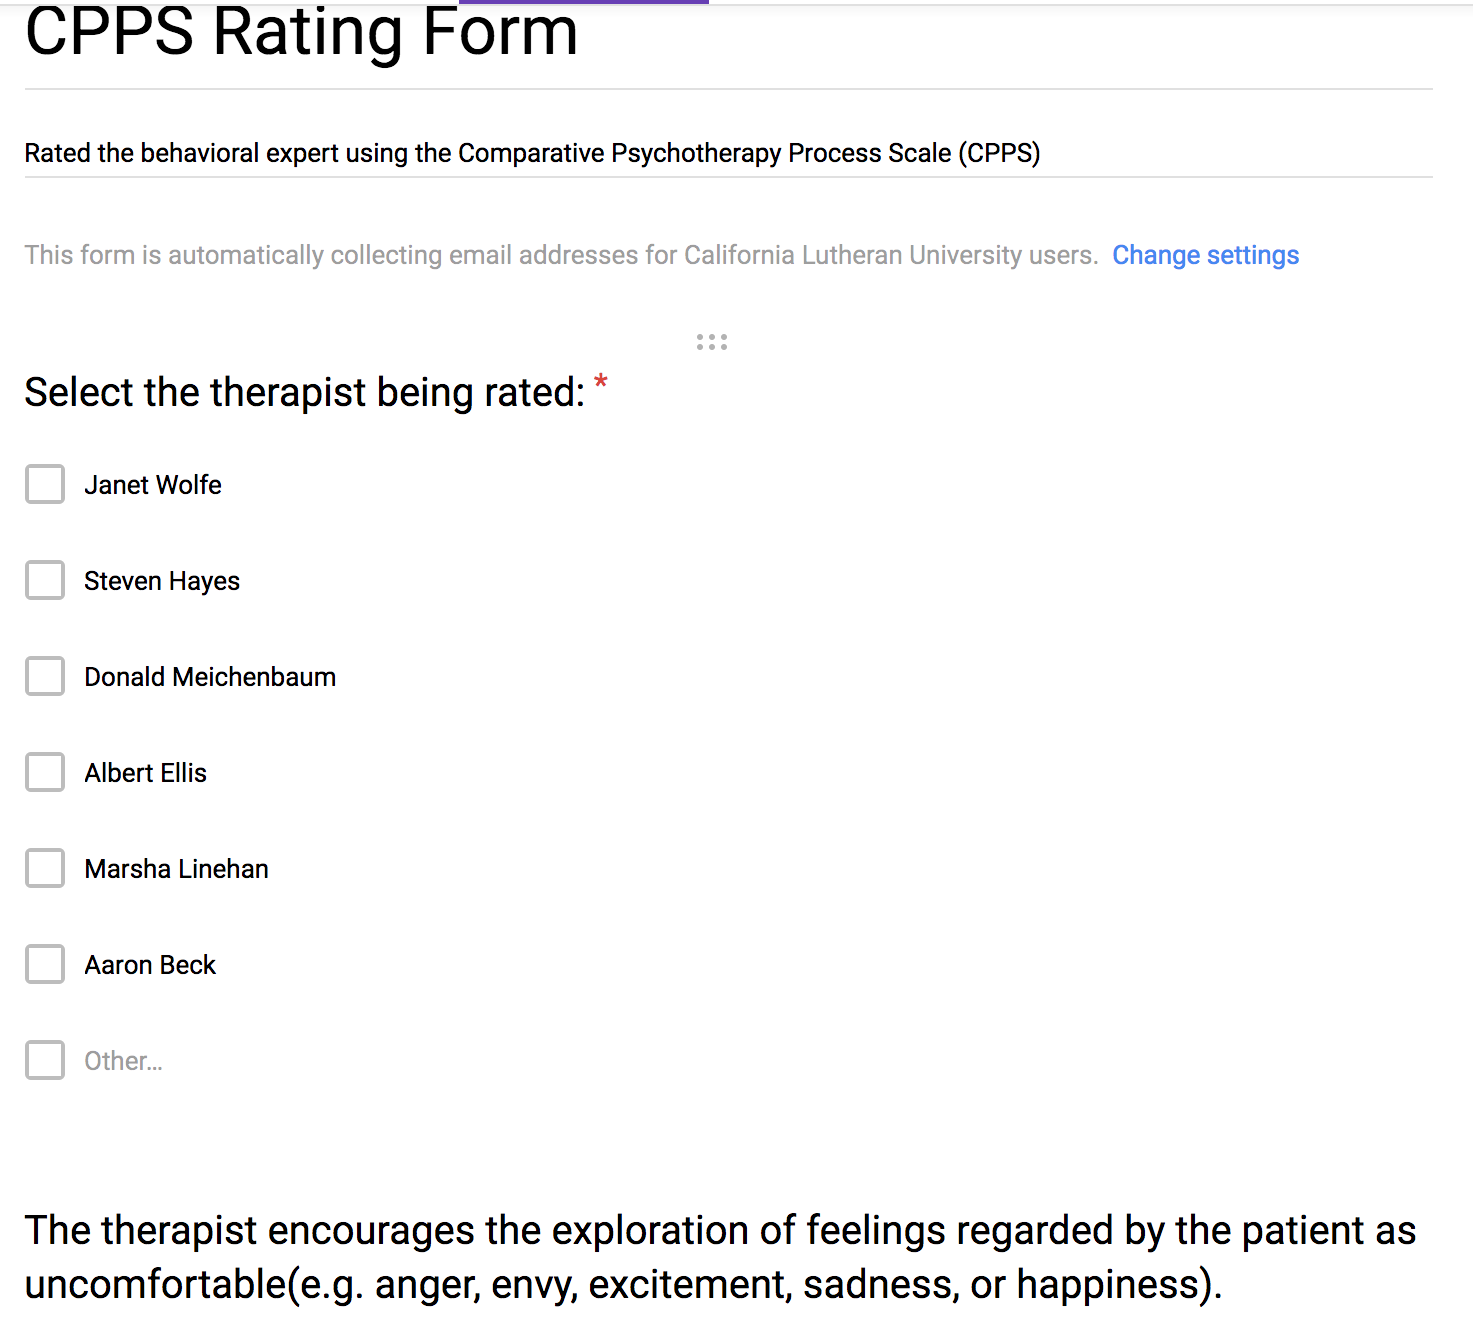 CPPS Rating Form
Rated the behavioral expert using the Comparative Psychotherapy Process Scale (CPPS)
This form is automatically collecting email addresses for California Lutheran University users. Change settings
Select the therapist being rated: *
Janet Wolfe
Steven Hayes
Donald Meichenbaum
Albert Ellis
Marsha Linehan
Aaron Beck
Other...
The therapist encourages the exploration of feelings regarded by the patient as
uncomfortable(e.g. anger, envy, excitement, sadness, or happiness).